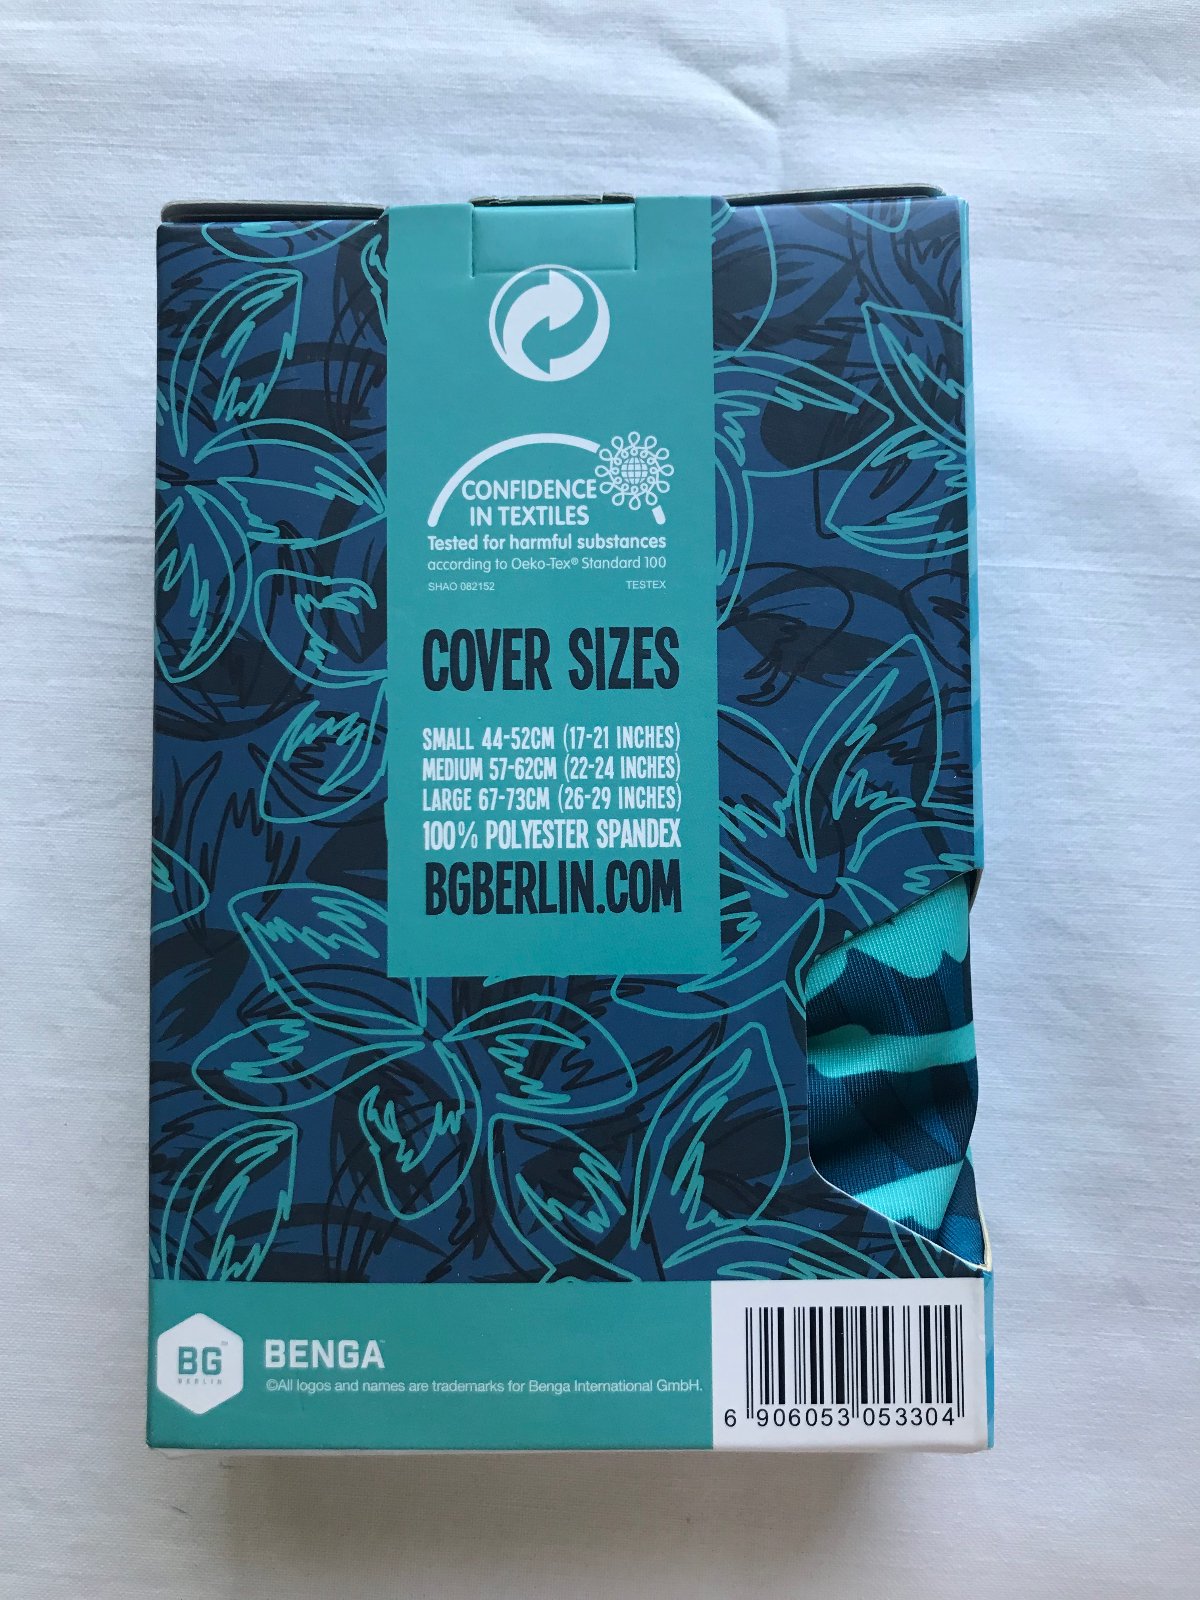 CONFIDENCE
IN TEXTILES
Tested for harmful substances
according to Oeko-Tex® Standard 100
SHAO 082152 TESTEX
COVER SIZES
SMALL 44-52CM (17-21 INCHES)
MEDIUM 57-62CM (22-24 INCHES)
LARGE 67-73CM (26-29 INCHES)
100% POLYESTER SPANDEX
BGBERLIN.COM
BG™
BERLIN
BENGA™
©All logos and names are trademarks for Benga International GmbH.
6 906053 053304